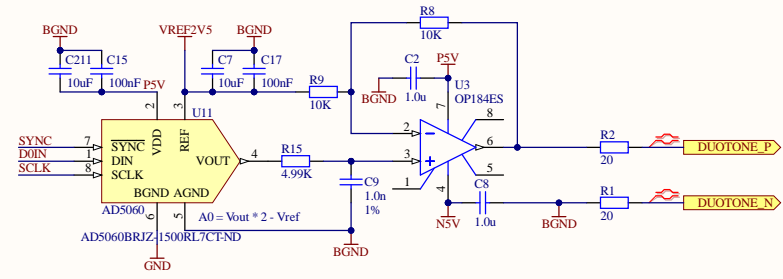 BGND
VREF2V5
BGND
R8
10K
C211
10uF
C15
100nF
P5V
C7
10uF
C17
100nF
R9
10K
C2
1.0u
BGND
P5V
U3
OP184ES
U11
2
3
7
8
SYNC
7
SYNC
D0IN
1
DIN
SCLK
8
SCLK
VDD
REF
VOUT
4
R15
4.99K
2
3
6
1
5
4
R2
20
DUOTONE_P
BGND
AGND
C9
1.0n
1%
C8
1.0u
N5V
BGND
R1
20
DUOTONE_N
AD5060
6
5
A0 = Vout * 2 - Vref
AD5060BRJZ-1500RL7CT-ND
BGND
GND